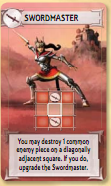 SWORDMASTER
You may destroy 1 common
enemy piece on a diagonally
adjacent square. If you do,
upgrade the Swordmaster.